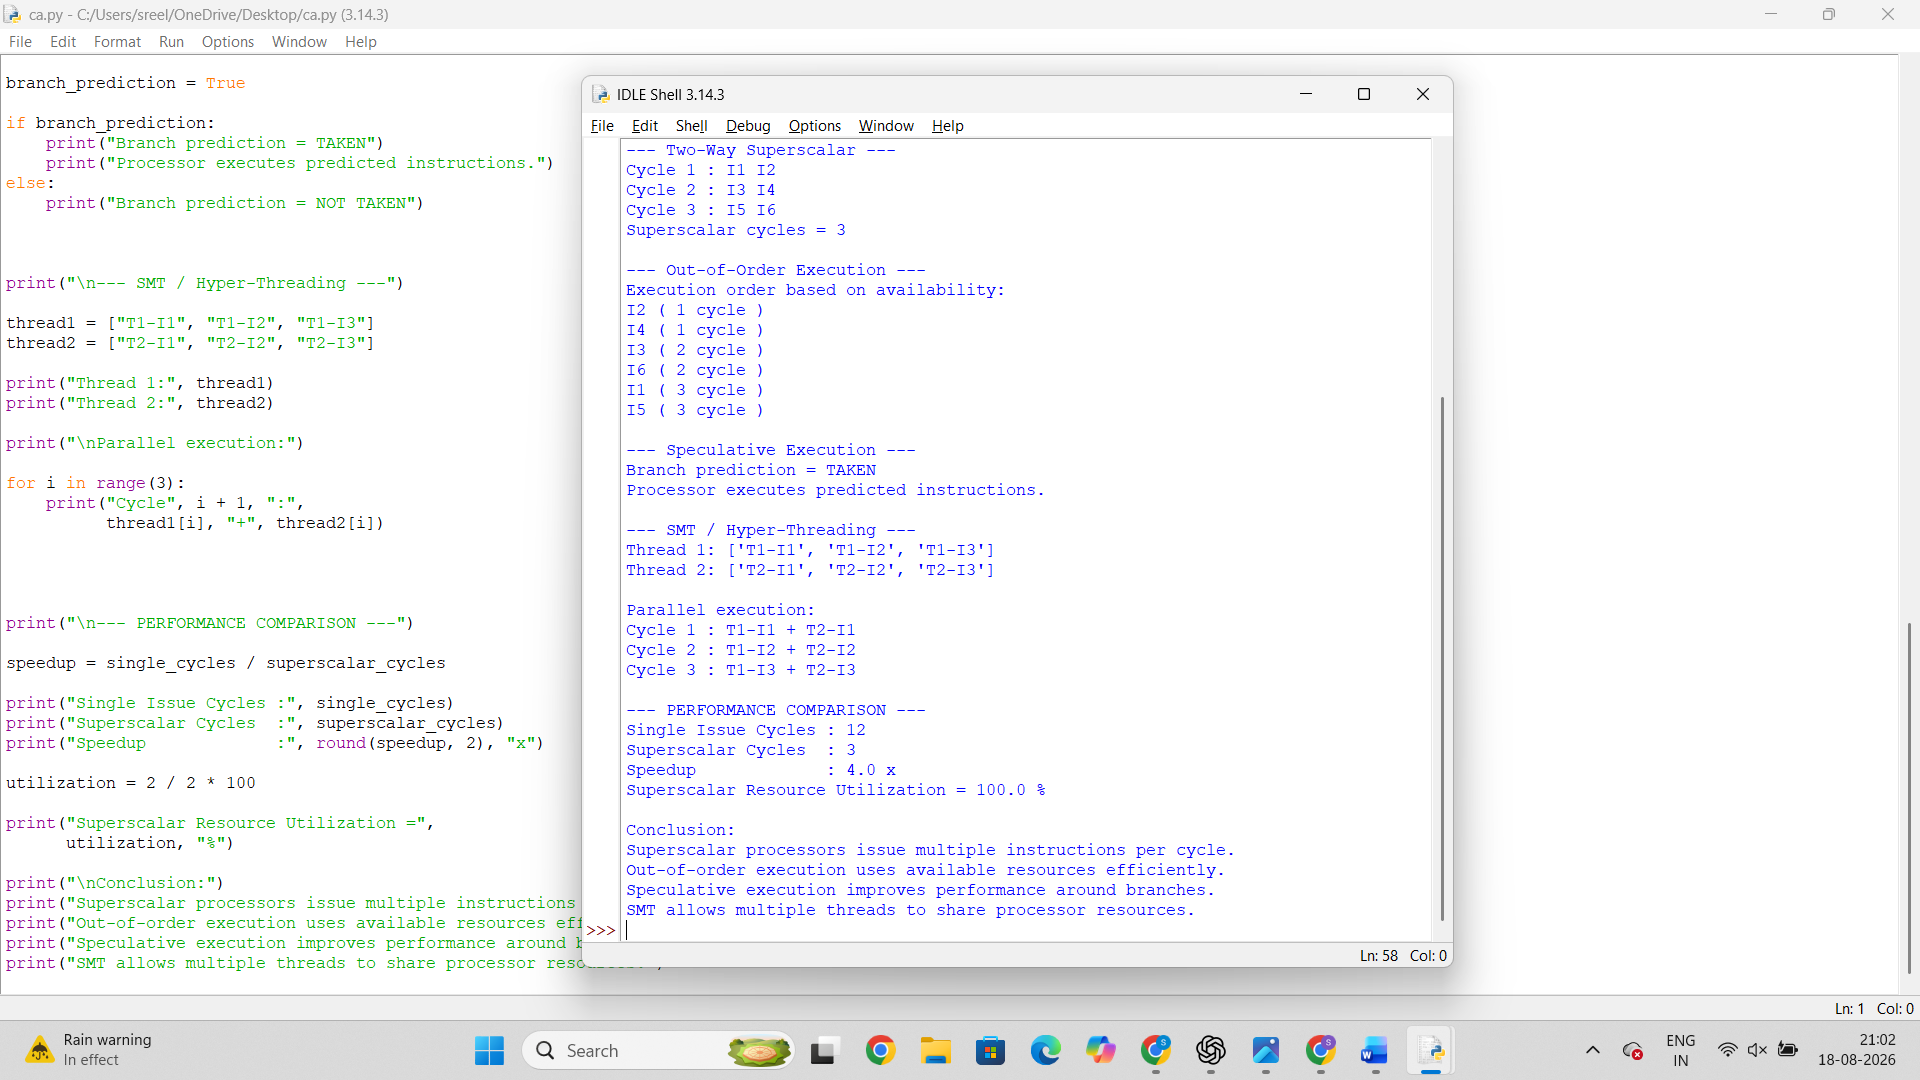 ca.py - C:/Users/sreel/OneDrive/Desktop/ca.py (3.14.3)
File Edit Format Run Options Window Help
branch_prediction = True
if branch_prediction:
    print("Branch prediction = TAKEN")
    print("Processor executes predicted instructions.")
else:
    print("Branch prediction = NOT TAKEN")
print("\n--- SMT / Hyper-Threading ---")
thread1 = ["T1-I1", "T1-I2", "T1-I3"]
thread2 = ["T2-I1", "T2-I2", "T2-I3"]
print("Thread 1:", thread1)
print("Thread 2:", thread2)
print("\nParallel execution:")
for i in range(3):
    print("Cycle", i + 1, ":",
          thread1[i], "+", thread2[i])
print("\n--- PERFORMANCE COMPARISON ---")
speedup = single_cycles / superscalar_cycles
print("Single Issue Cycles :", single_cycles)
print("Superscalar Cycles  :", superscalar_cycles)
print("Speedup             :", round(speedup, 2), "x")
utilization = 2 / 2 * 100
print("Superscalar Resource Utilization =",
      utilization, "%")
print("\nConclusion:")
print("Superscalar processors issue multiple instructions
print("Out-of-order execution uses available resources
print("Speculative execution improves performance around
print("SMT allows multiple threads to share processor
IDLE Shell 3.14.3
File Edit Shell Debug Options Window Help
--- Two-Way Superscalar ---
Cycle 1 : I1 I2
Cycle 2 : I3 I4
Cycle 3 : I5 I6
Superscalar cycles = 3
--- Out-of-Order Execution ---
Execution order based on availability:
I2 ( 1 cycle )
I4 ( 1 cycle )
I3 ( 2 cycle )
I6 ( 2 cycle )
I1 ( 3 cycle )
I5 ( 3 cycle )
--- Speculative Execution ---
Branch prediction = TAKEN
Processor executes predicted instructions.
--- SMT / Hyper-Threading ---
Thread 1: ['T1-I1', 'T1-I2', 'T1-I3']
Thread 2: ['T2-I1', 'T2-I2', 'T2-I3']
Parallel execution:
Cycle 1 : T1-I1 + T2-I1
Cycle 2 : T1-I2 + T2-I2
Cycle 3 : T1-I3 + T2-I3
--- PERFORMANCE COMPARISON ---
Single Issue Cycles : 12
Superscalar Cycles  : 3
Speedup             : 4.0 x
Superscalar Resource Utilization = 100.0 %
Conclusion:
Superscalar processors issue multiple instructions per cycle.
Out-of-order execution uses available resources efficiently.
Speculative execution improves performance around branches.
SMT allows multiple threads to share processor resources.
>>>
Ln: 58 Col: 0
Ln: 1 Col: 0
Rain warning
In effect
Search
ENG
IN
21:02
18-08-2026